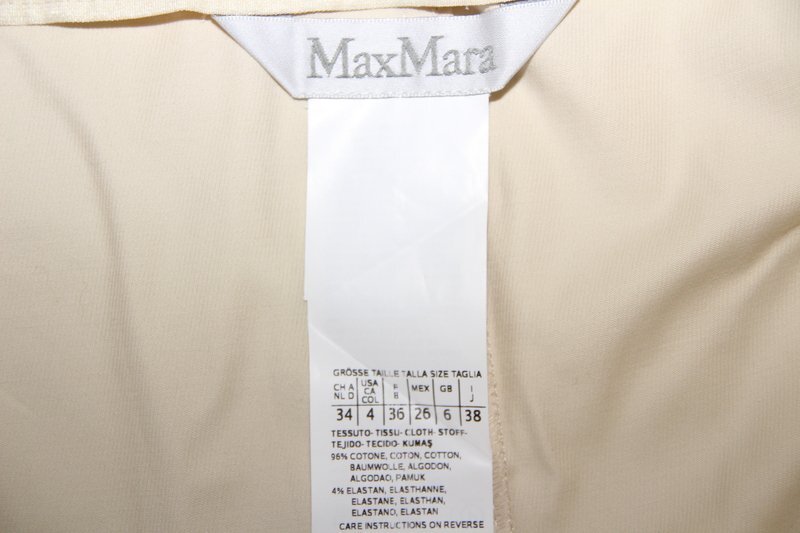 MaxMara
GRÖSSE TAILLE TALLA SIZE TAGLIA
CH A NL D USA CA COL F B MEX GB I J
34 4 36 26 6 38
TESSUTO- TISSU- CLOTH- STOFF-
TEJIDO- TECIDO- KUMAŞ
96% COTONE, COTON, COTTON,
BAUMWOLLE, ALGODON,
ALGODAO, PAMUK
4% ELASTAN, ELASTHANNE,
ELASTANE, ELASTHAN,
ELASTANO, ELASTAN
CARE INSTRUCTIONS ON REVERSE